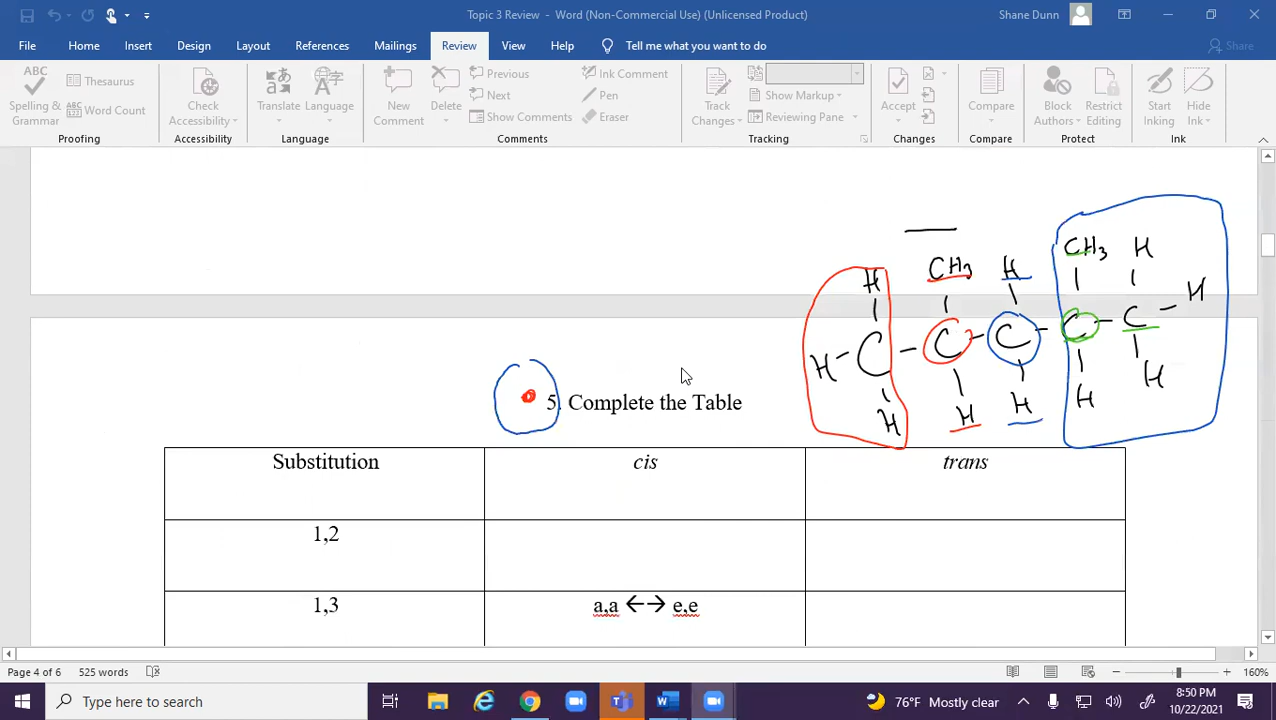 Topic 3 Review - Word (Non-Commercial Use) (Unlicensed Product)
Shane Dunn
File Home Insert Design Layout References Mailings Review View Help Tell me what you want to do Share
ABC
Spelling & Grammar
Thesaurus
Word Count
Check Accessibility
Translate
Language
New Comment
Delete
Previous
Next
Show Comments
Ink Comment
Pen
Eraser
Track Changes
Show Markup
Reviewing Pane
Accept
Compare
Block Authors
Restrict Editing
Start Inking
Hide Ink
Proofing Accessibility Language Comments Tracking Changes Compare Protect Ink
CH3 H
H CH3 H H
H - C - C - C - C - C - H
H H H H H
5. Complete the Table
Substitution cis trans
1,2
1,3 a,a ←→ e,e
Page 4 of 6 525 words 160%
Type here to search
76°F Mostly clear
8:50 PM
10/22/2021